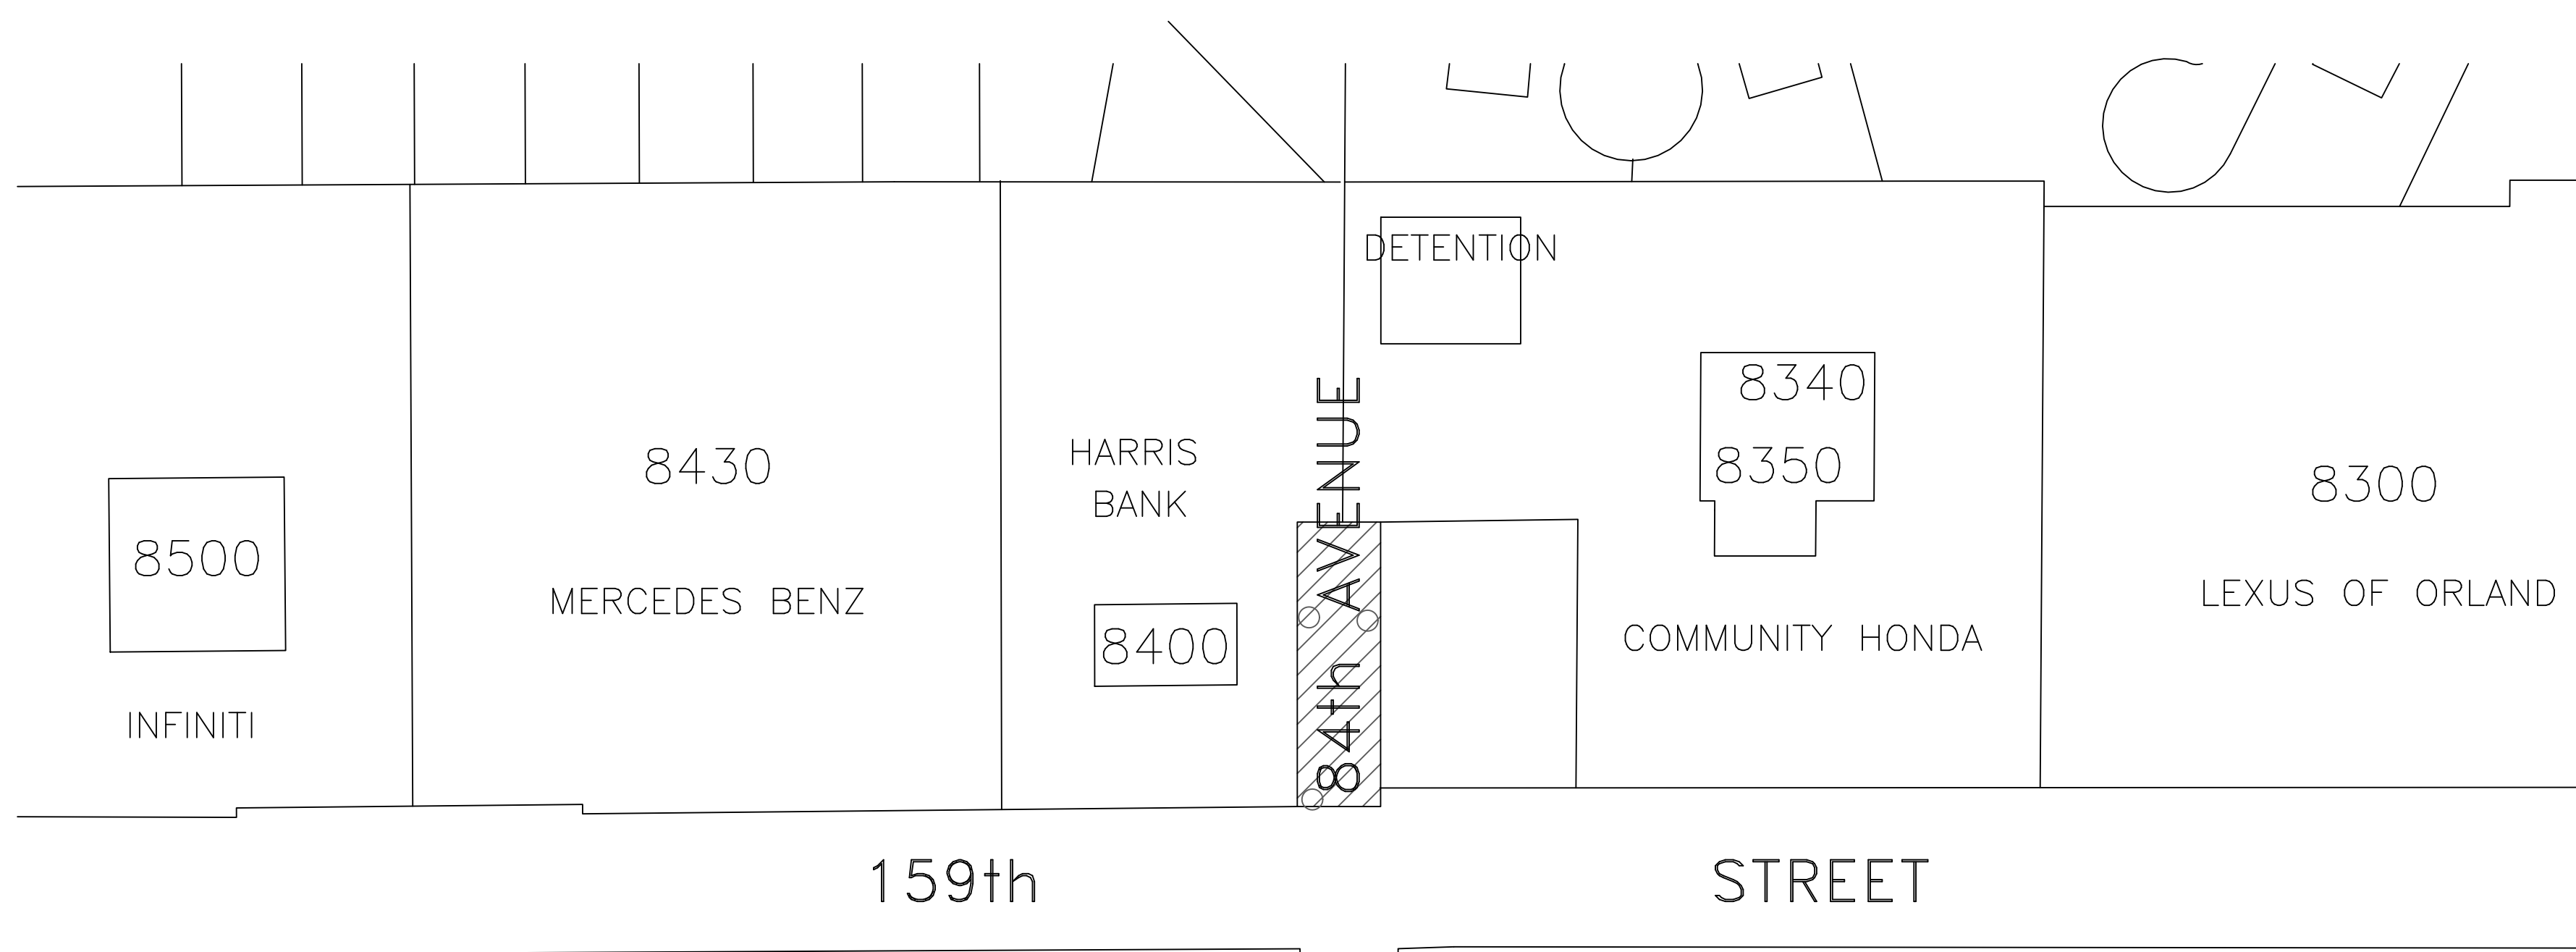 DETENTION
8340
8350
8430
HARRIS
BANK
8300
8500
MERCEDES BENZ
LEXUS OF ORLAND
8400
COMMUNITY HONDA
INFINITI
84th AVENUE
159th STREET